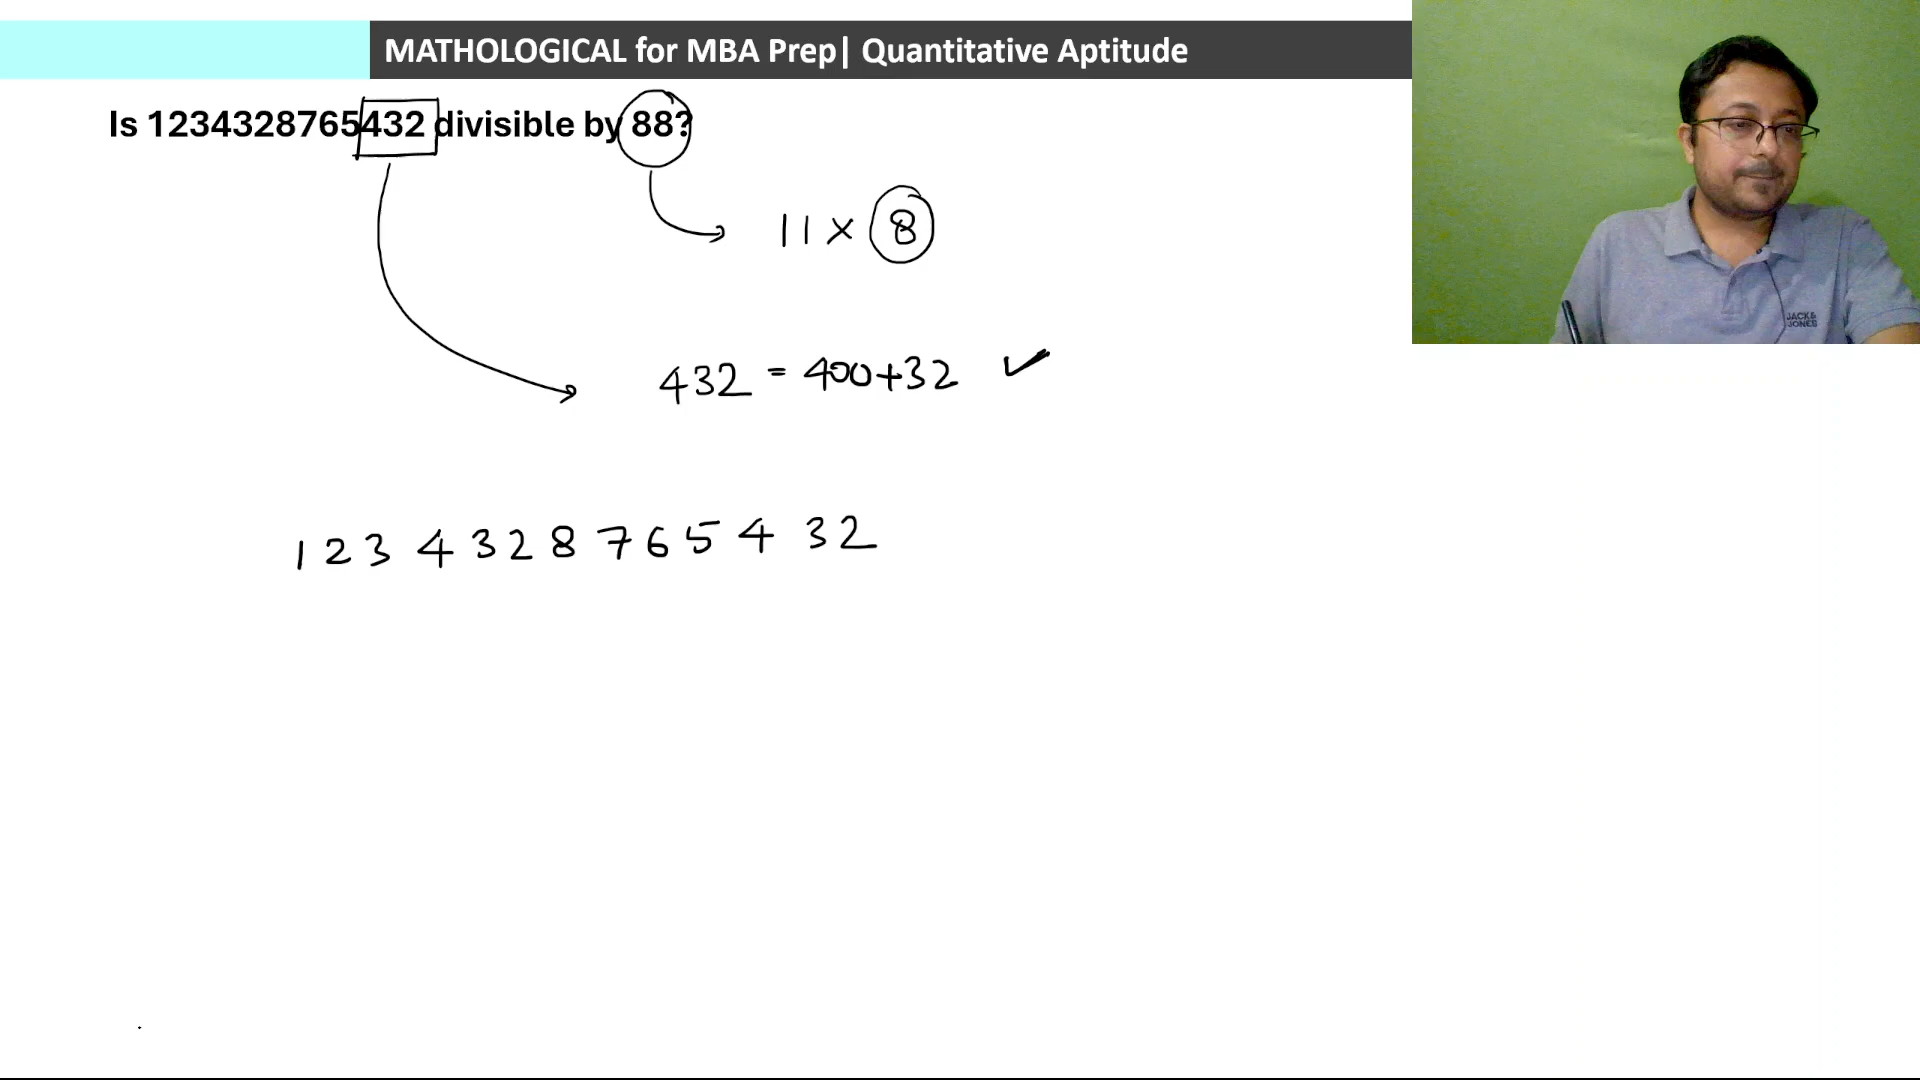 MATHOLOGICAL for MBA Prep| Quantitative Aptitude
Is 1234328765432 divisible by 88?
11 × 8
432 = 400+32 ✓
1 2 3 4 3 2 8 7 6 5 4 3 2
JACK&
JONES